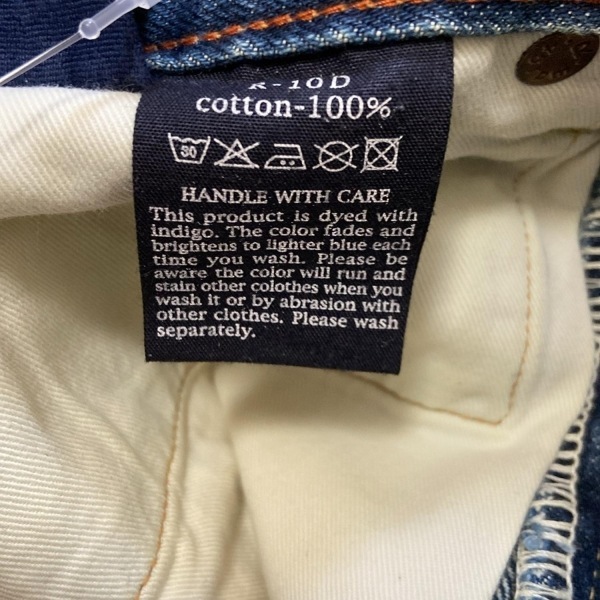 R-10D
cotton-100%
30
HANDLE WITH CARE
This product is dyed with
indigo. The color fades and
brightens to lighter blue each
time you wash. Please be
aware the color will run and
stain other colothes when you
wash it or by abrasion with
other clothes. Please wash
separately.